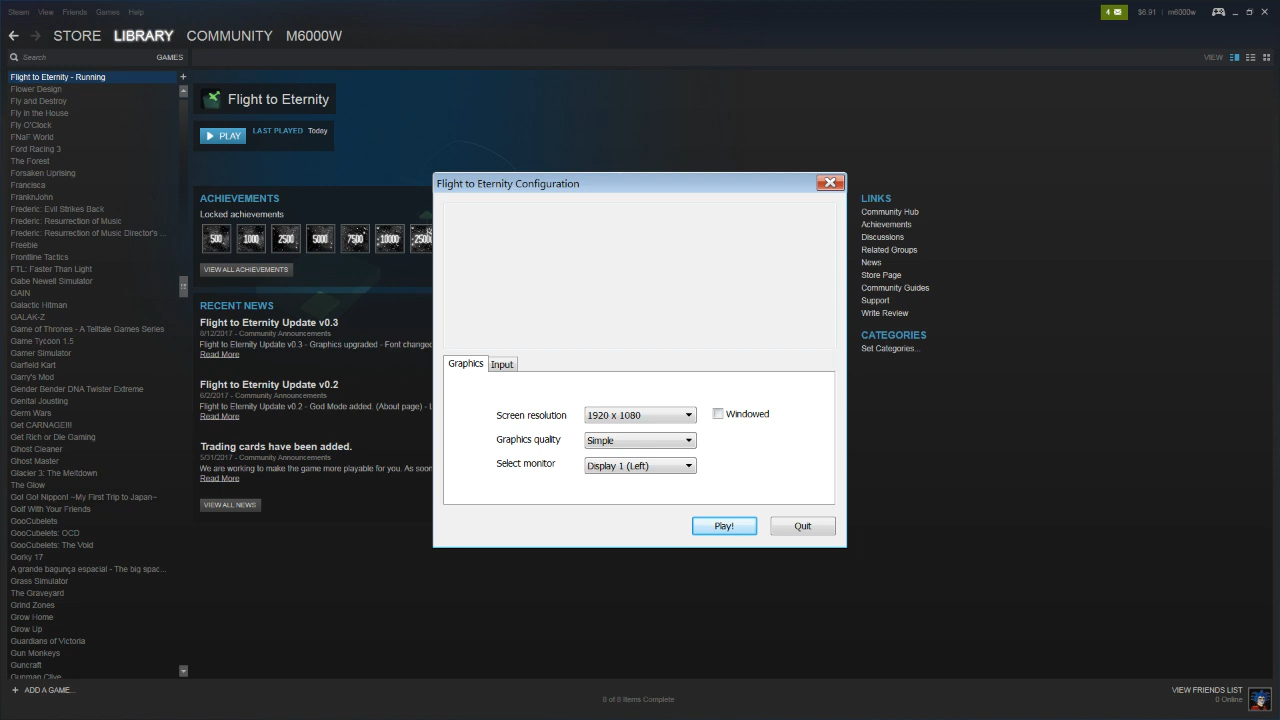 Steam View Friends Games Help
4 $6.91 m6000w
STORE LIBRARY COMMUNITY M6000W
Search GAMES
VIEW
Flight to Eternity - Running
Flower Design
Fly and Destroy
Fly in the House
Fly O'Clock
FNaF World
Ford Racing 3
The Forest
Forsaken Uprising
Francisca
FranknJohn
Frederic: Evil Strikes Back
Frederic: Resurrection of Music
Frederic: Resurrection of Music Director's ...
Freebie
Frontline Tactics
FTL: Faster Than Light
Gabe Newell Simulator
GAIN
Galactic Hitman
GALAK-Z
Game of Thrones - A Telltale Games Series
Game Tycoon 1.5
Gamer Simulator
Garfield Kart
Garry's Mod
Gender Bender DNA Twister Extreme
Genital Jousting
Germ Wars
Get CARNAGE!!!
Get Rich or Die Gaming
Ghost Cleaner
Ghost Master
Glacier 3: The Meltdown
The Glow
Go! Go! Nippon! ~My First Trip to Japan~
Golf With Your Friends
GooCubelets
GooCubelets: OCD
GooCubelets: The Void
Gorky 17
A grande bagunça espacial - The big spac...
Grass Simulator
The Graveyard
Grind Zones
Grow Home
Grow Up
Guardians of Victoria
Gun Monkeys
Guncraft
Gunman Clive
ADD A GAME...
Flight to Eternity
PLAY
LAST PLAYED Today
ACHIEVEMENTS
Locked achievements
500 1000 2500 5000 7500 10000 2500
VIEW ALL ACHIEVEMENTS
RECENT NEWS
Flight to Eternity Update v0.3
8/12/2017 - Community Announcements
Flight to Eternity Update v0.3 - Graphics upgraded - Font changed
Read More
Flight to Eternity Update v0.2
6/2/2017 - Community Announcements
Flight to Eternity Update v0.2 - God Mode added. (About page) - L
Read More
Trading cards have been added.
5/31/2017 - Community Announcements
We are working to make the game more playable for you. As soon
Read More
VIEW ALL NEWS
Flight to Eternity Configuration
Graphics Input
Screen resolution 1920 x 1080 Windowed
Graphics quality Simple
Select monitor Display 1 (Left)
Play! Quit
LINKS
Community Hub
Achievements
Discussions
Related Groups
News
Store Page
Community Guides
Support
Write Review
CATEGORIES
Set Categories...
8 of 8 Items Complete
VIEW FRIENDS LIST
0 Online